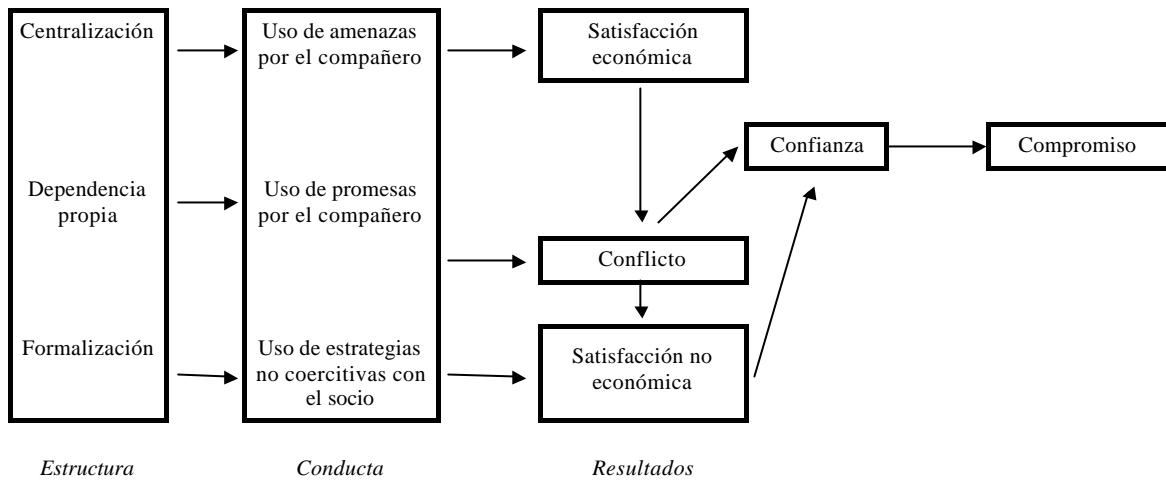 Centralización
Dependencia
propia
Formalización
Uso de amenazas
por el compañero
Uso de promesas
por el compañero
Uso de estrategias
no coercitivas con
el socio
Satisfacción
económica
Conflicto
Satisfacción no
económica
Confianza
Compromiso
Estructura
Conducta
Resultados